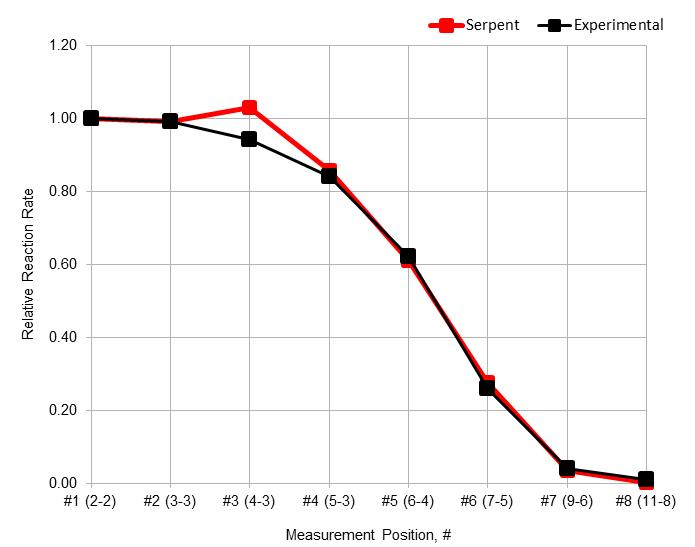 Serpent Experimental
1.20
1.00
0.80
0.60
0.40
0.20
0.00
Relative Reaction Rate
#1 (2-2) #2 (3-3) #3 (4-3) #4 (5-3) #5 (6-4) #6 (7-5) #7 (9-6) #8 (11-8)
Measurement Position, #